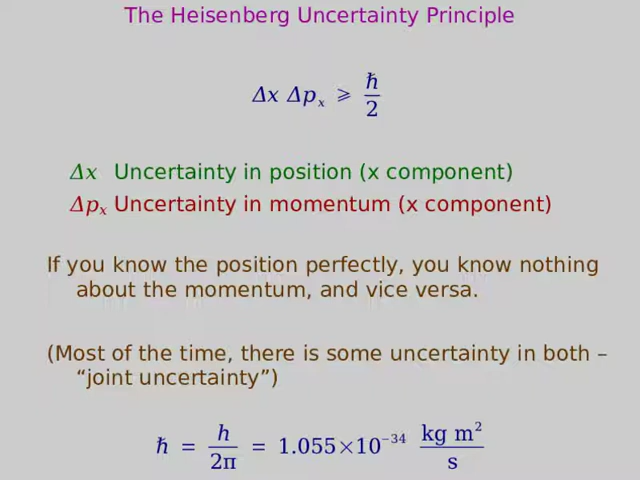 The Heisenberg Uncertainty Principle
Δx Δpₓ ⩾ ℏ/2
Δx Uncertainty in position (x component)
Δpₓ Uncertainty in momentum (x component)
If you know the position perfectly, you know nothing
about the momentum, and vice versa.
(Most of the time, there is some uncertainty in both –
“joint uncertainty”)
ℏ = h/2π = 1.055×10⁻³⁴ kg m²/s